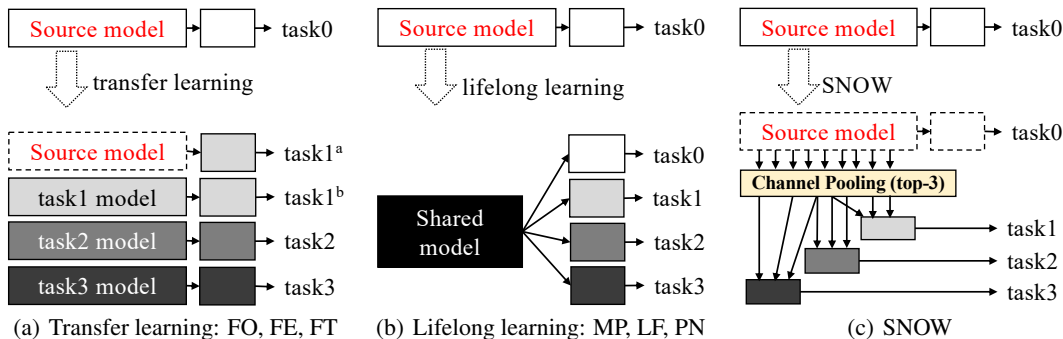 Source model
task0
transfer learning
Source model
task1a
task1 model
task1b
task2 model
task2
task3 model
task3
(a) Transfer learning: FO, FE, FT
Source model
task0
lifelong learning
Shared
model
task0
task1
task2
task3
(b) Lifelong learning: MP, LF, PN
Source model
task0
SNOW
Source model
task0
Channel Pooling (top-3)
task1
task2
task3
(c) SNOW